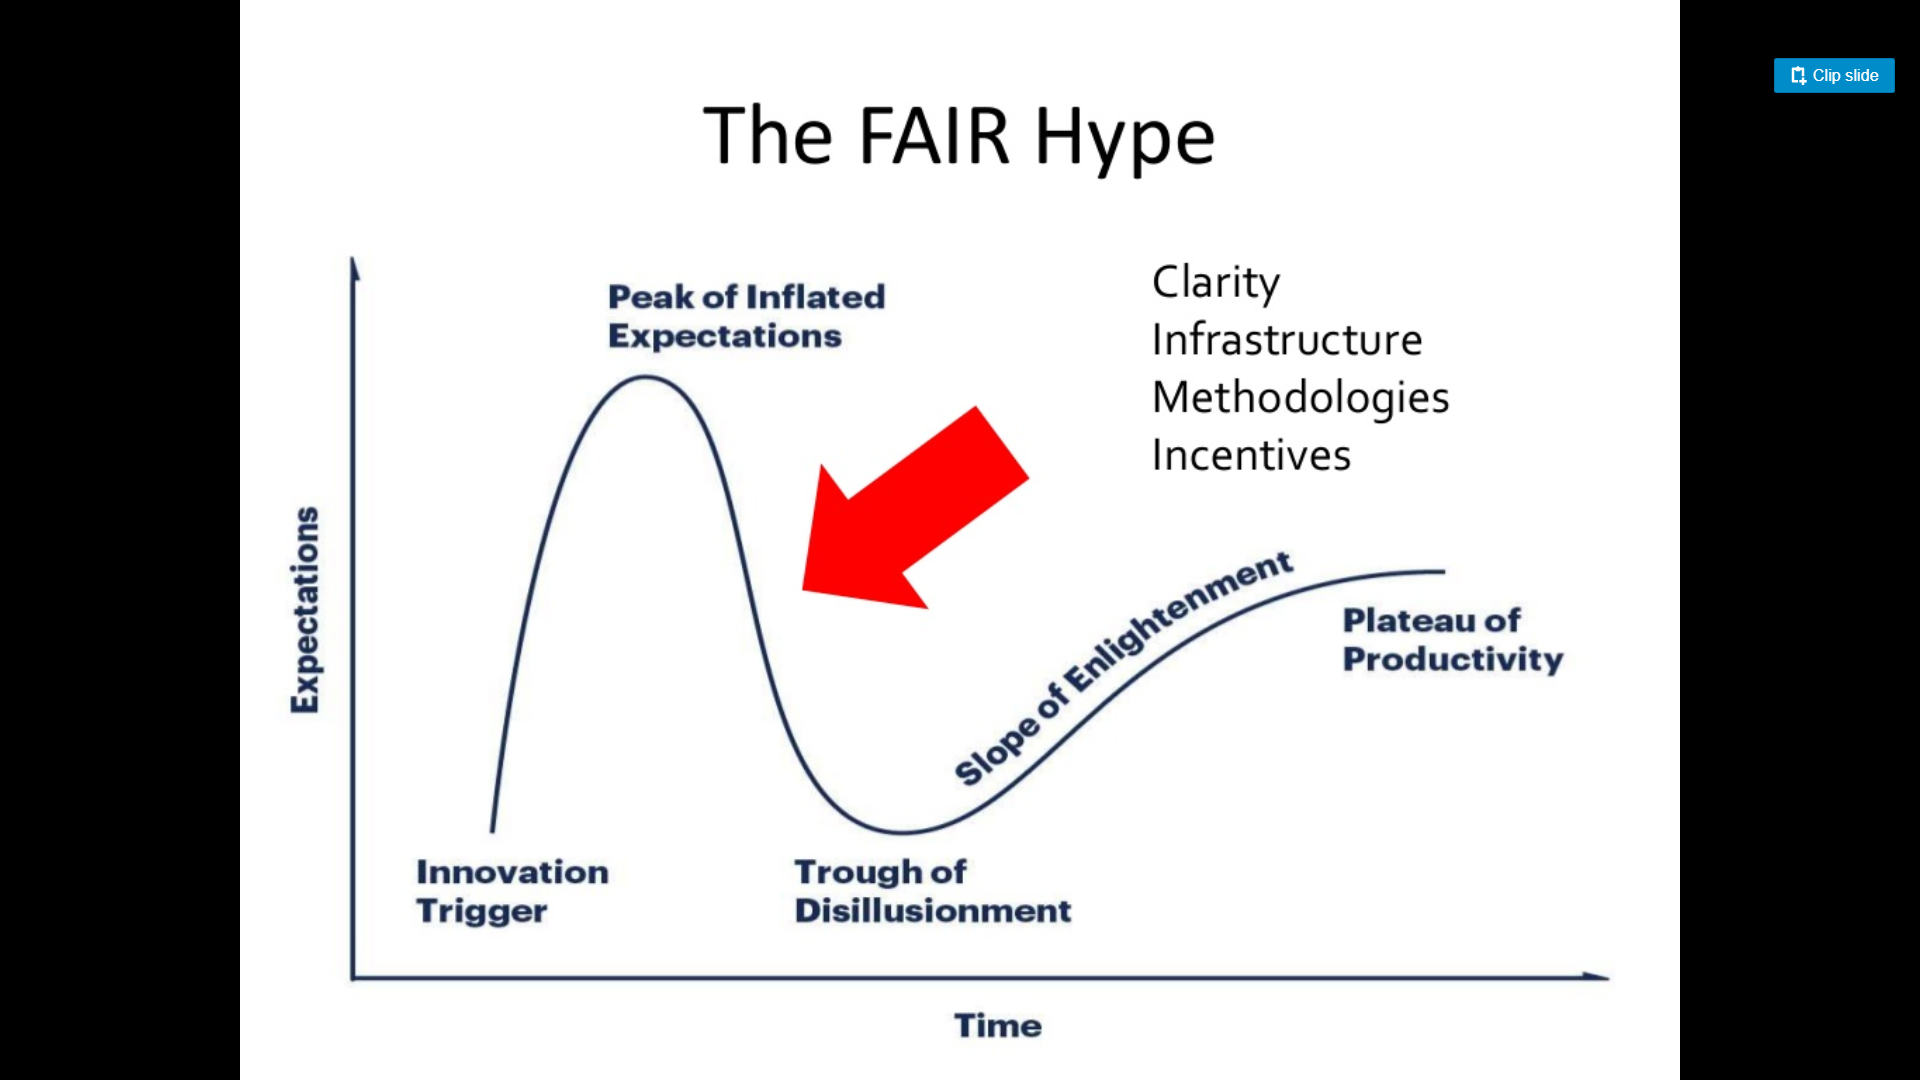 Clip slide
The FAIR Hype
Peak of Inflated
Expectations
Clarity
Infrastructure
Methodologies
Incentives
Expectations
Slope of Enlightenment
Plateau of
Productivity
Innovation
Trigger
Trough of
Disillusionment
Time